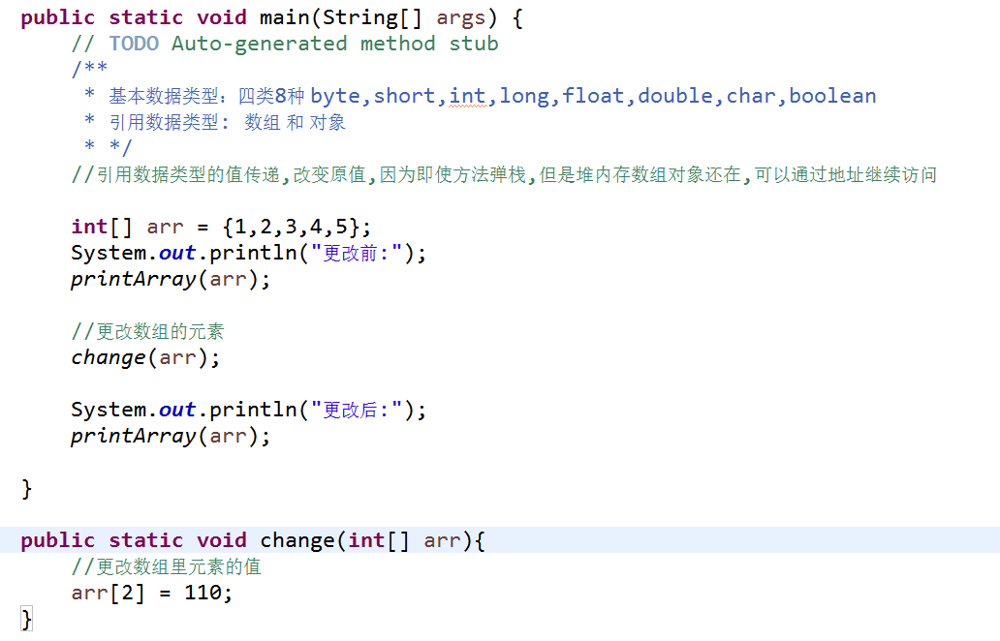 public static void main(String[] args) {
// TODO Auto-generated method stub
/**
* 基本数据类型：四类8种 byte,short,int,long,float,double,char,boolean
* 引用数据类型： 数组 和 对象
* */
//引用数据类型的值传递,改变原值,因为即使方法弹栈,但是堆内存数组对象还在,可以通过地址继续访问
int[] arr = {1,2,3,4,5};
System.out.println("更改前:");
printArray(arr);
//更改数组的元素
change(arr);
System.out.println("更改后:");
printArray(arr);
}
public static void change(int[] arr){
//更改数组里元素的值
arr[2] = 110;
}